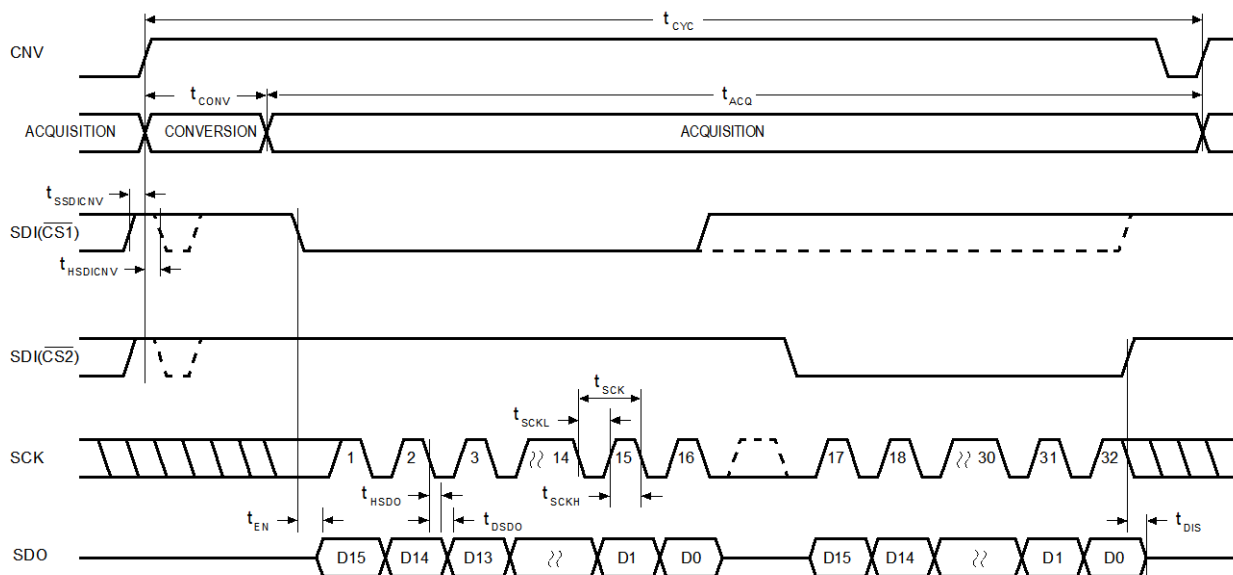 tCYC
CNV
tCONV
tACQ
ACQUISITION
CONVERSION
ACQUISITION
tSSDICNV
SDI(CS1)
tHSDICNV
SDI(CS2)
tSCK
tSCKL
SCK
1 2 3 14 15 16 17 18 30 31 32
tHSDO
tSCKH
tEN
tDSDO
tDIS
SDO
D15 D14 D13 D1 D0 D15 D14 D1 D0